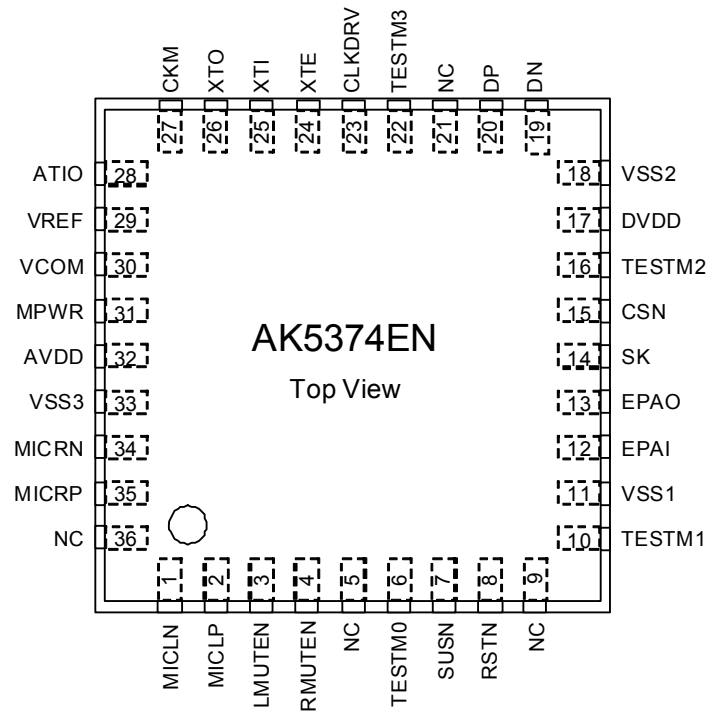 CKM
XTO
XTI
XTE
CLKDRV
TESTM3
NC
DP
DN
27
26
25
24
23
22
21
20
19
ATIO 28
VREF 29
VCOM 30
MPWR 31
AVDD 32
VSS3 33
MICRN 34
MICRP 35
NC 36
AK5374EN
Top View
18 VSS2
17 DVDD
16 TESTM2
15 CSN
14 SK
13 EPAO
12 EPAI
11 VSS1
10 TESTM1
1
2
3
4
5
6
7
8
9
MICLN
MICLP
LMUTEN
RMUTEN
NC
TESTM0
SUSN
RSTN
NC